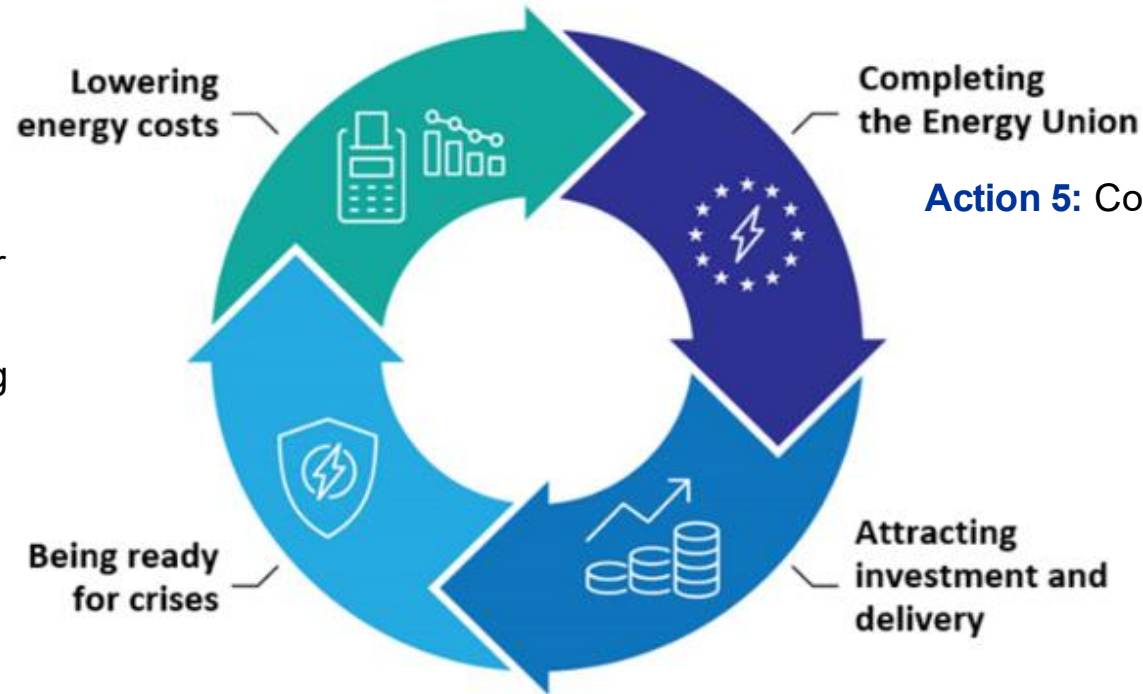 Lowering
energy costs
Completing
the Energy Union
Action 5: Co
Being ready
for crises
Attracting
investment and
delivery